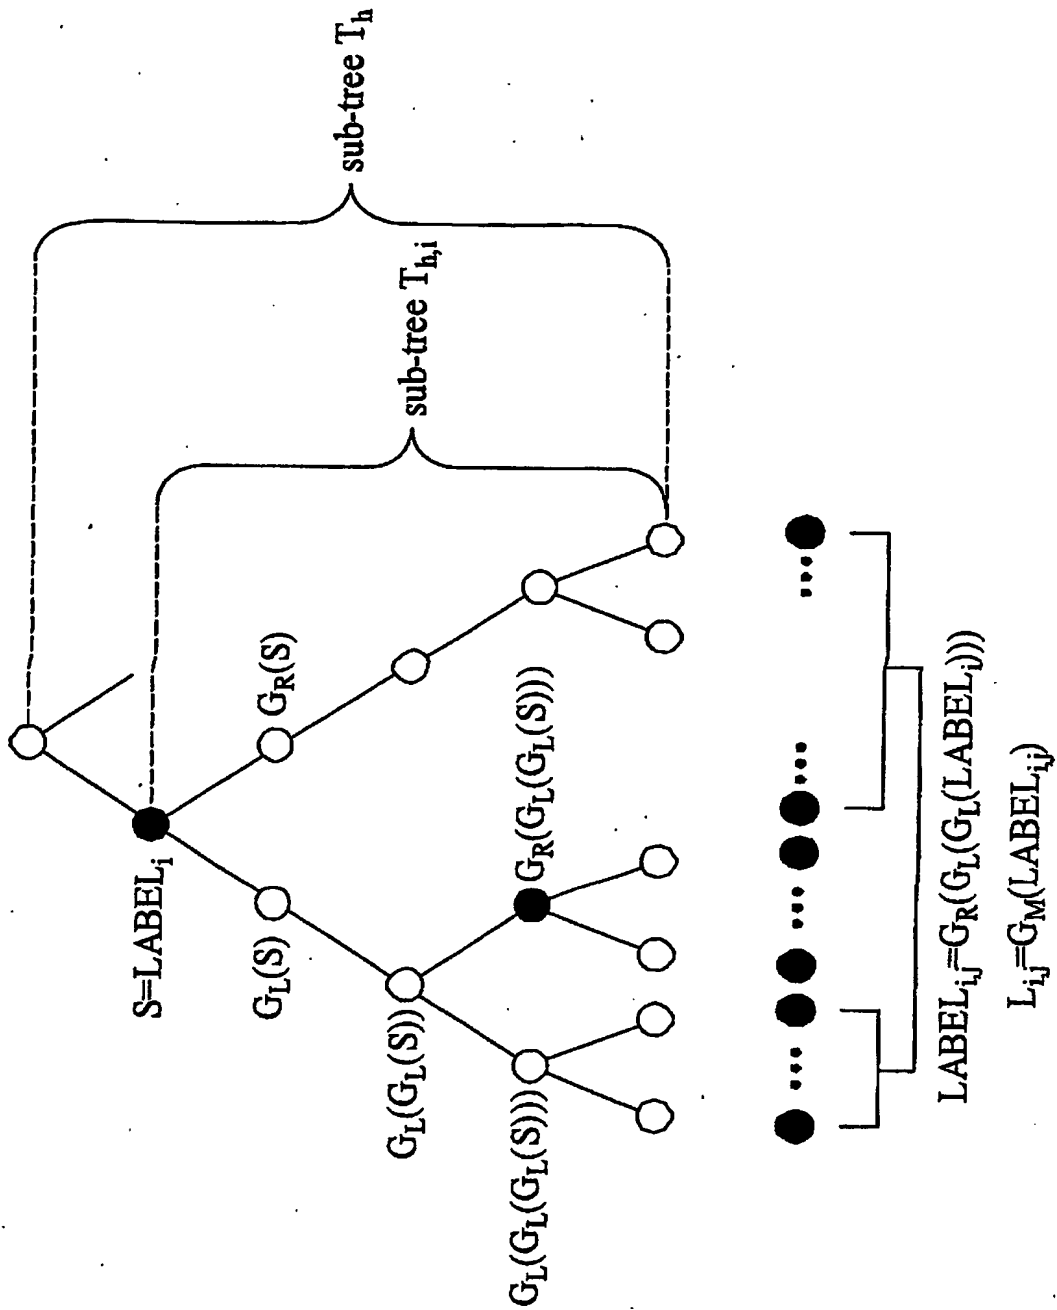 sub-tree T_h
sub-tree T_h,i
S=LABEL_i
G_L(S)
G_R(S)
G_L(G_L(S))
G_L(G_L(G_L(S)))
G_R(G_L(G_L(S))))
LABEL_i,j=G_R(G_L(G_L(LABEL_i)))
L_i,j=G_M(LABEL_ij)